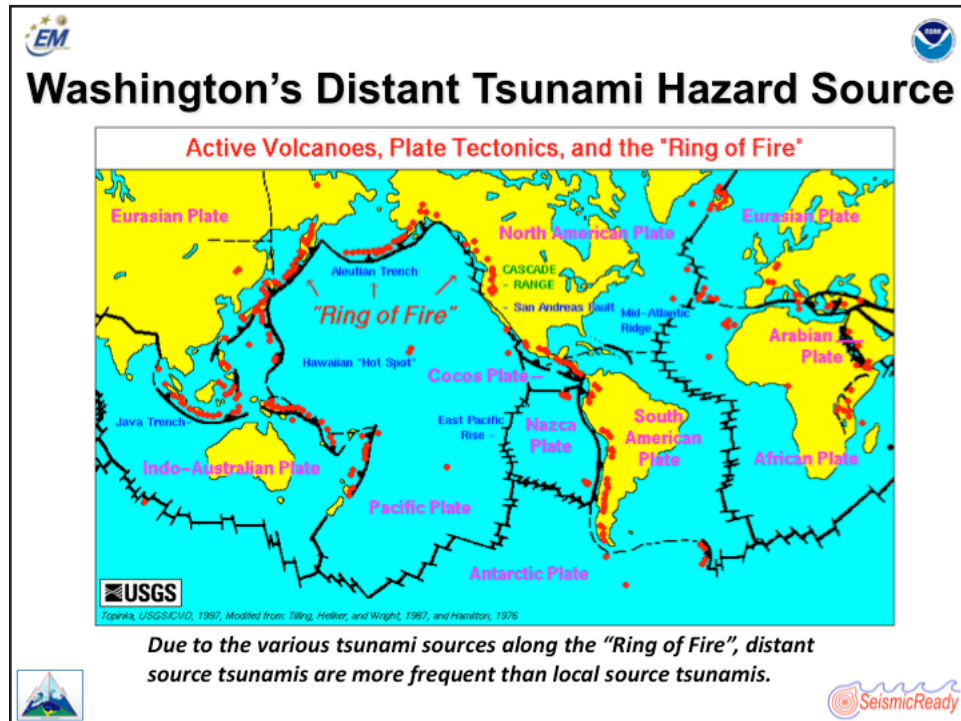 EM
NOAA
Washington's Distant Tsunami Hazard Source
Active Volcanoes, Plate Tectonics, and the "Ring of Fire"
Eurasian Plate
North American Plate
Eurasian Plate
Aleutian Trench
CASCADE
- RANGE
"Ring of Fire"
- San Andreas Fault
Mid-Atlantic
Ridge
Arabian
Plate
Hawaiian "Hot Spot"
Cocos Plate
Java Trench-
East Pacific
Rise -
Nazca
Plate
South
American
Plate
Indo-Australian Plate
African Plate
Pacific Plate
Antarctic Plate
USGS
Topinka, USGS/CVO, 1997, Modified from: Tilling, Heliker, and Wright, 1987, and Hamilton, 1976
Due to the various tsunami sources along the “Ring of Fire”, distant
source tsunamis are more frequent than local source tsunamis.
SeismicReady